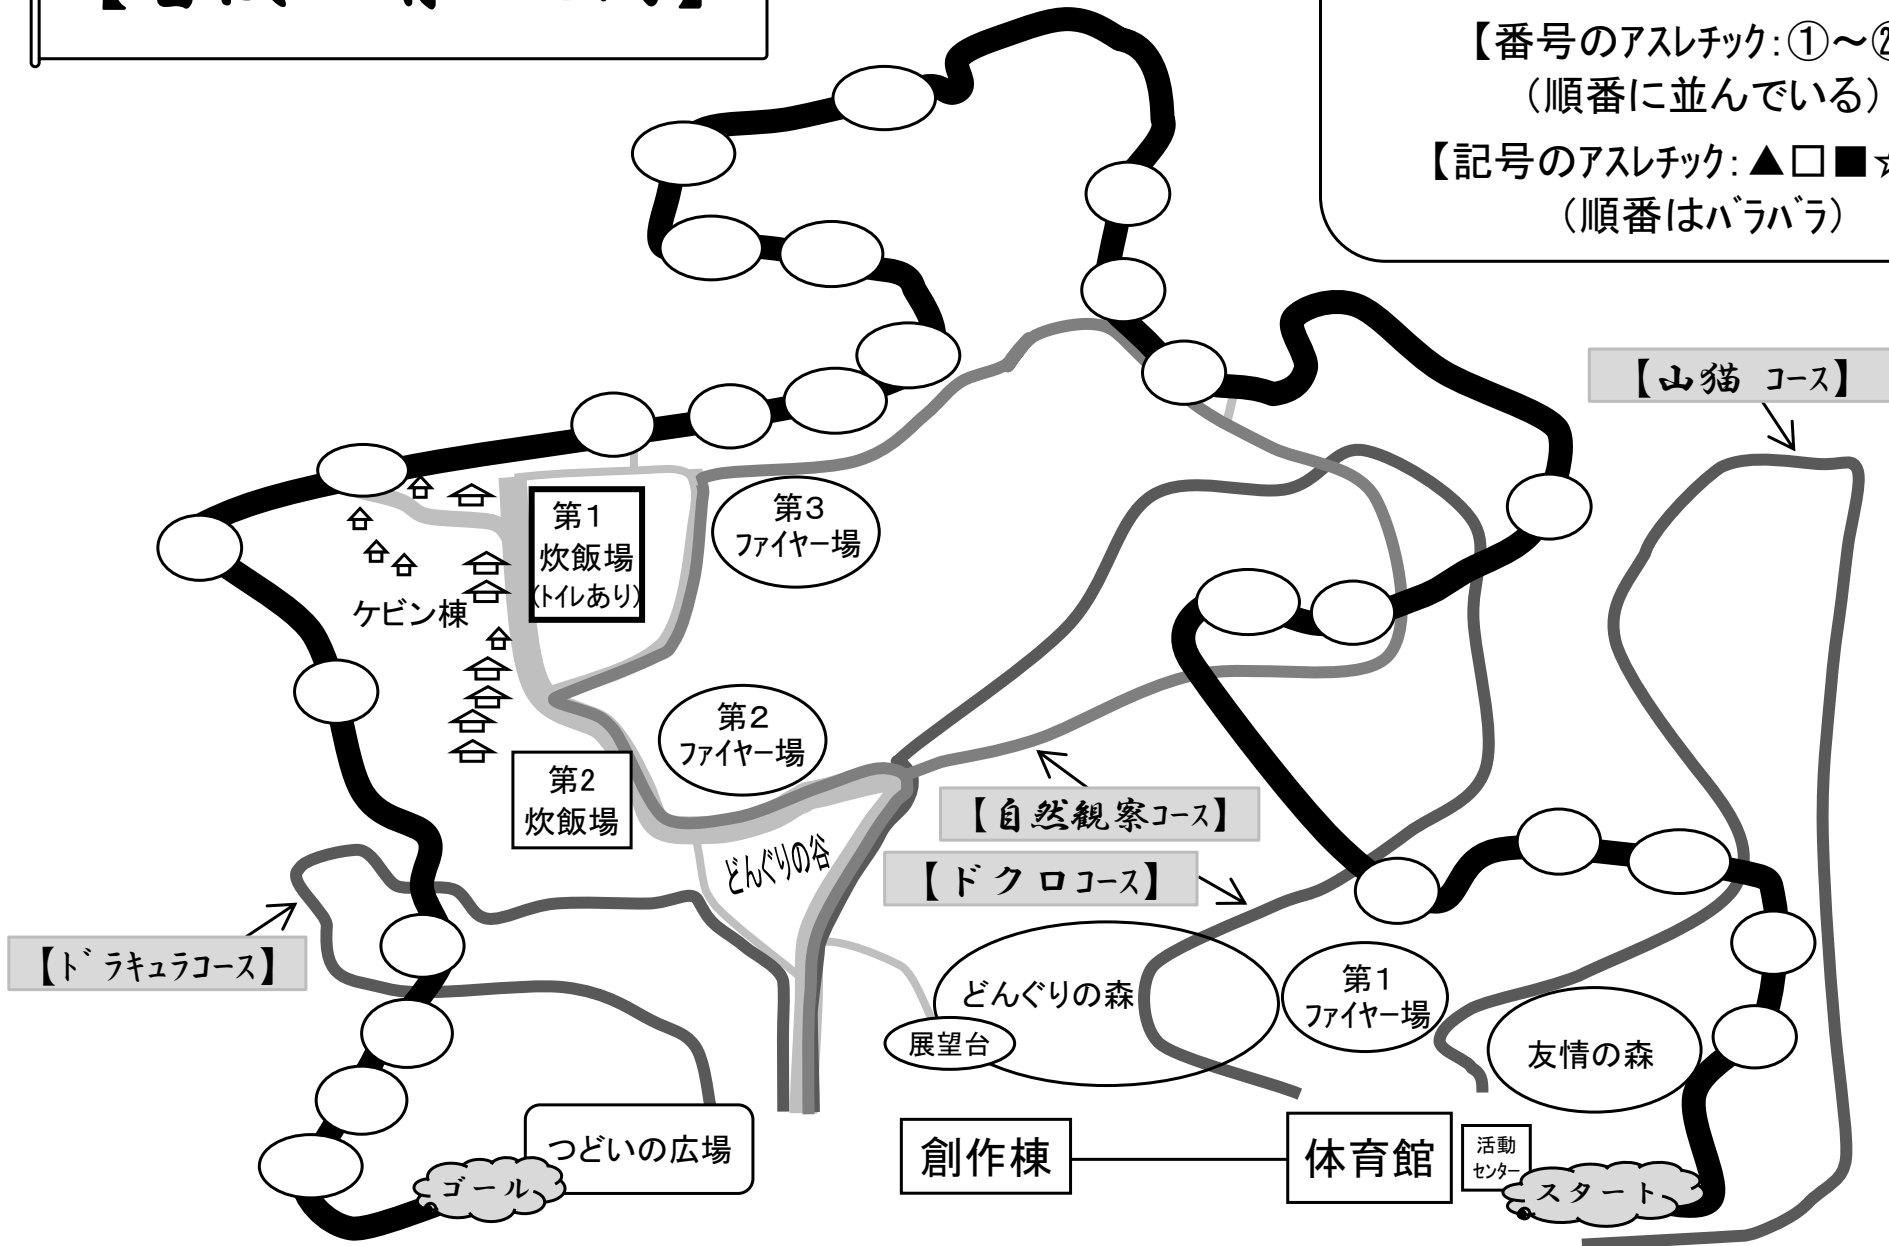 【番号のアスレチック:①～
(順番に並んでいる)
【記号のアスレチック:▲□■☆
(順番はバラバラ)
【山猫 コース】
第1
炊飯場
(トイレあり)
第3
ファイヤー場
ケビン棟
第2
ファイヤー場
第2
炊飯場
どんぐりの谷
【自然観察コース】
【ドクロコース】
【ドラキュラコース】
どんぐりの森
展望台
第1
ファイヤー場
友情の森
つどいの広場
ゴール
創作棟
体育館
活動
センター
スタート